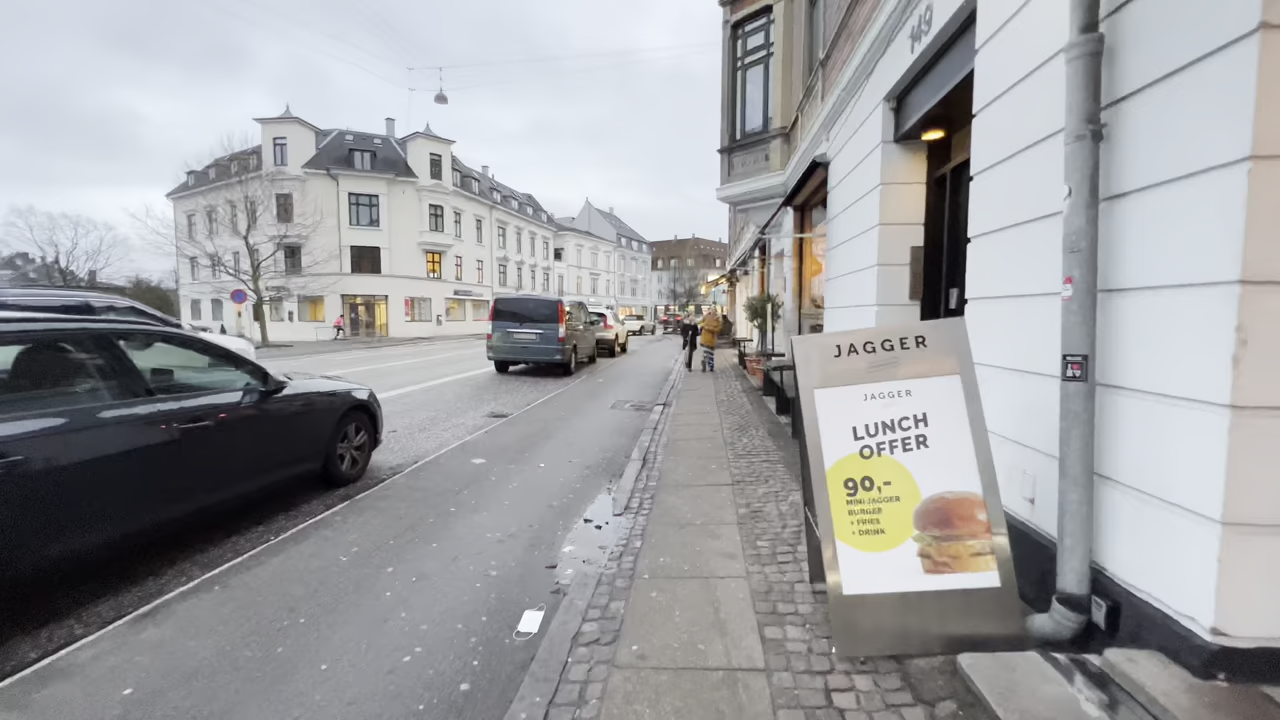 149
JAGGER
JAGGER
LUNCH
OFFER
90,-
MINI JAGGER
BURGER
+ FRIES
+ DRINK